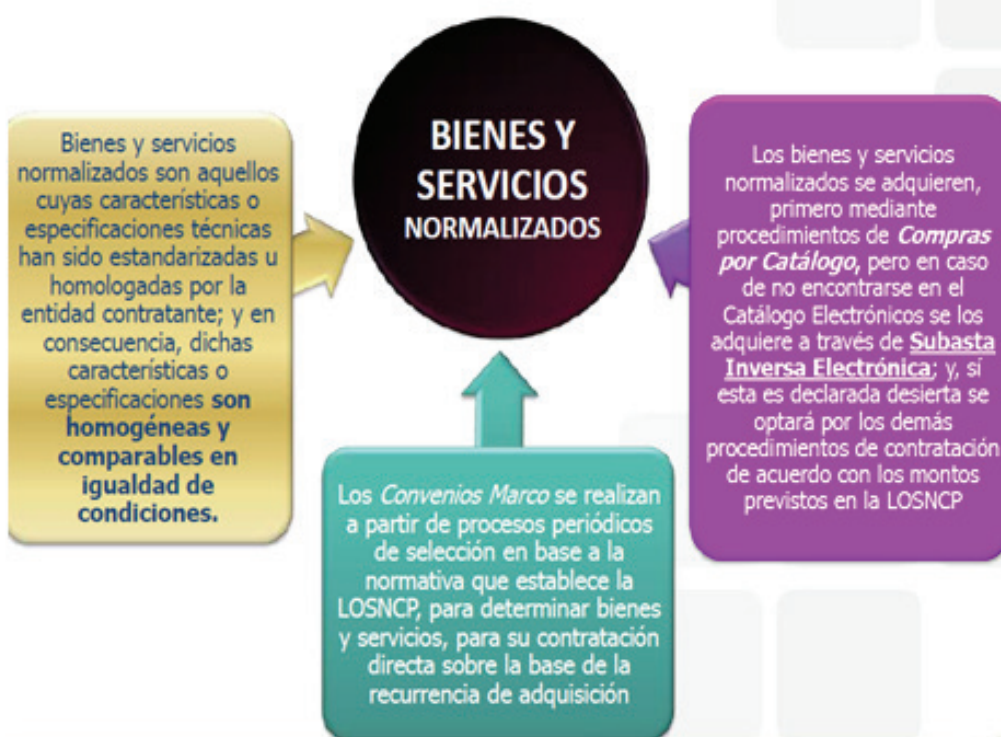 BIENES Y
SERVICIOS
NORMALIZADOS
Bienes y servicios
normalizados son aquellos
cuyas características o
especificaciones técnicas
han sido estandarizadas u
homologadas por la
entidad contratante; y en
consecuencia, dichas
características o
especificaciones son
homogéneas y
comparables en
igualdad de
condiciones.
Los bienes y servicios
normalizados se adquieren,
primero mediante
procedimientos de Compras
por Catálogo, pero en caso
de no encontrarse en el
Catálogo Electrónicos se los
adquiere a través de Subasta
Inversa Electrónica; y, sí
esta es declarada desierta se
optará por los demás
procedimientos de contratación
de acuerdo con los montos
previstos en la LOSNCP
Los Convenios Marco se realizan
a partir de procesos periódicos
de selección en base a la
normativa que establece la
LOSNCP, para determinar bienes
y servicios, para su contratación
directa sobre la base de la
recurrencia de adquisición